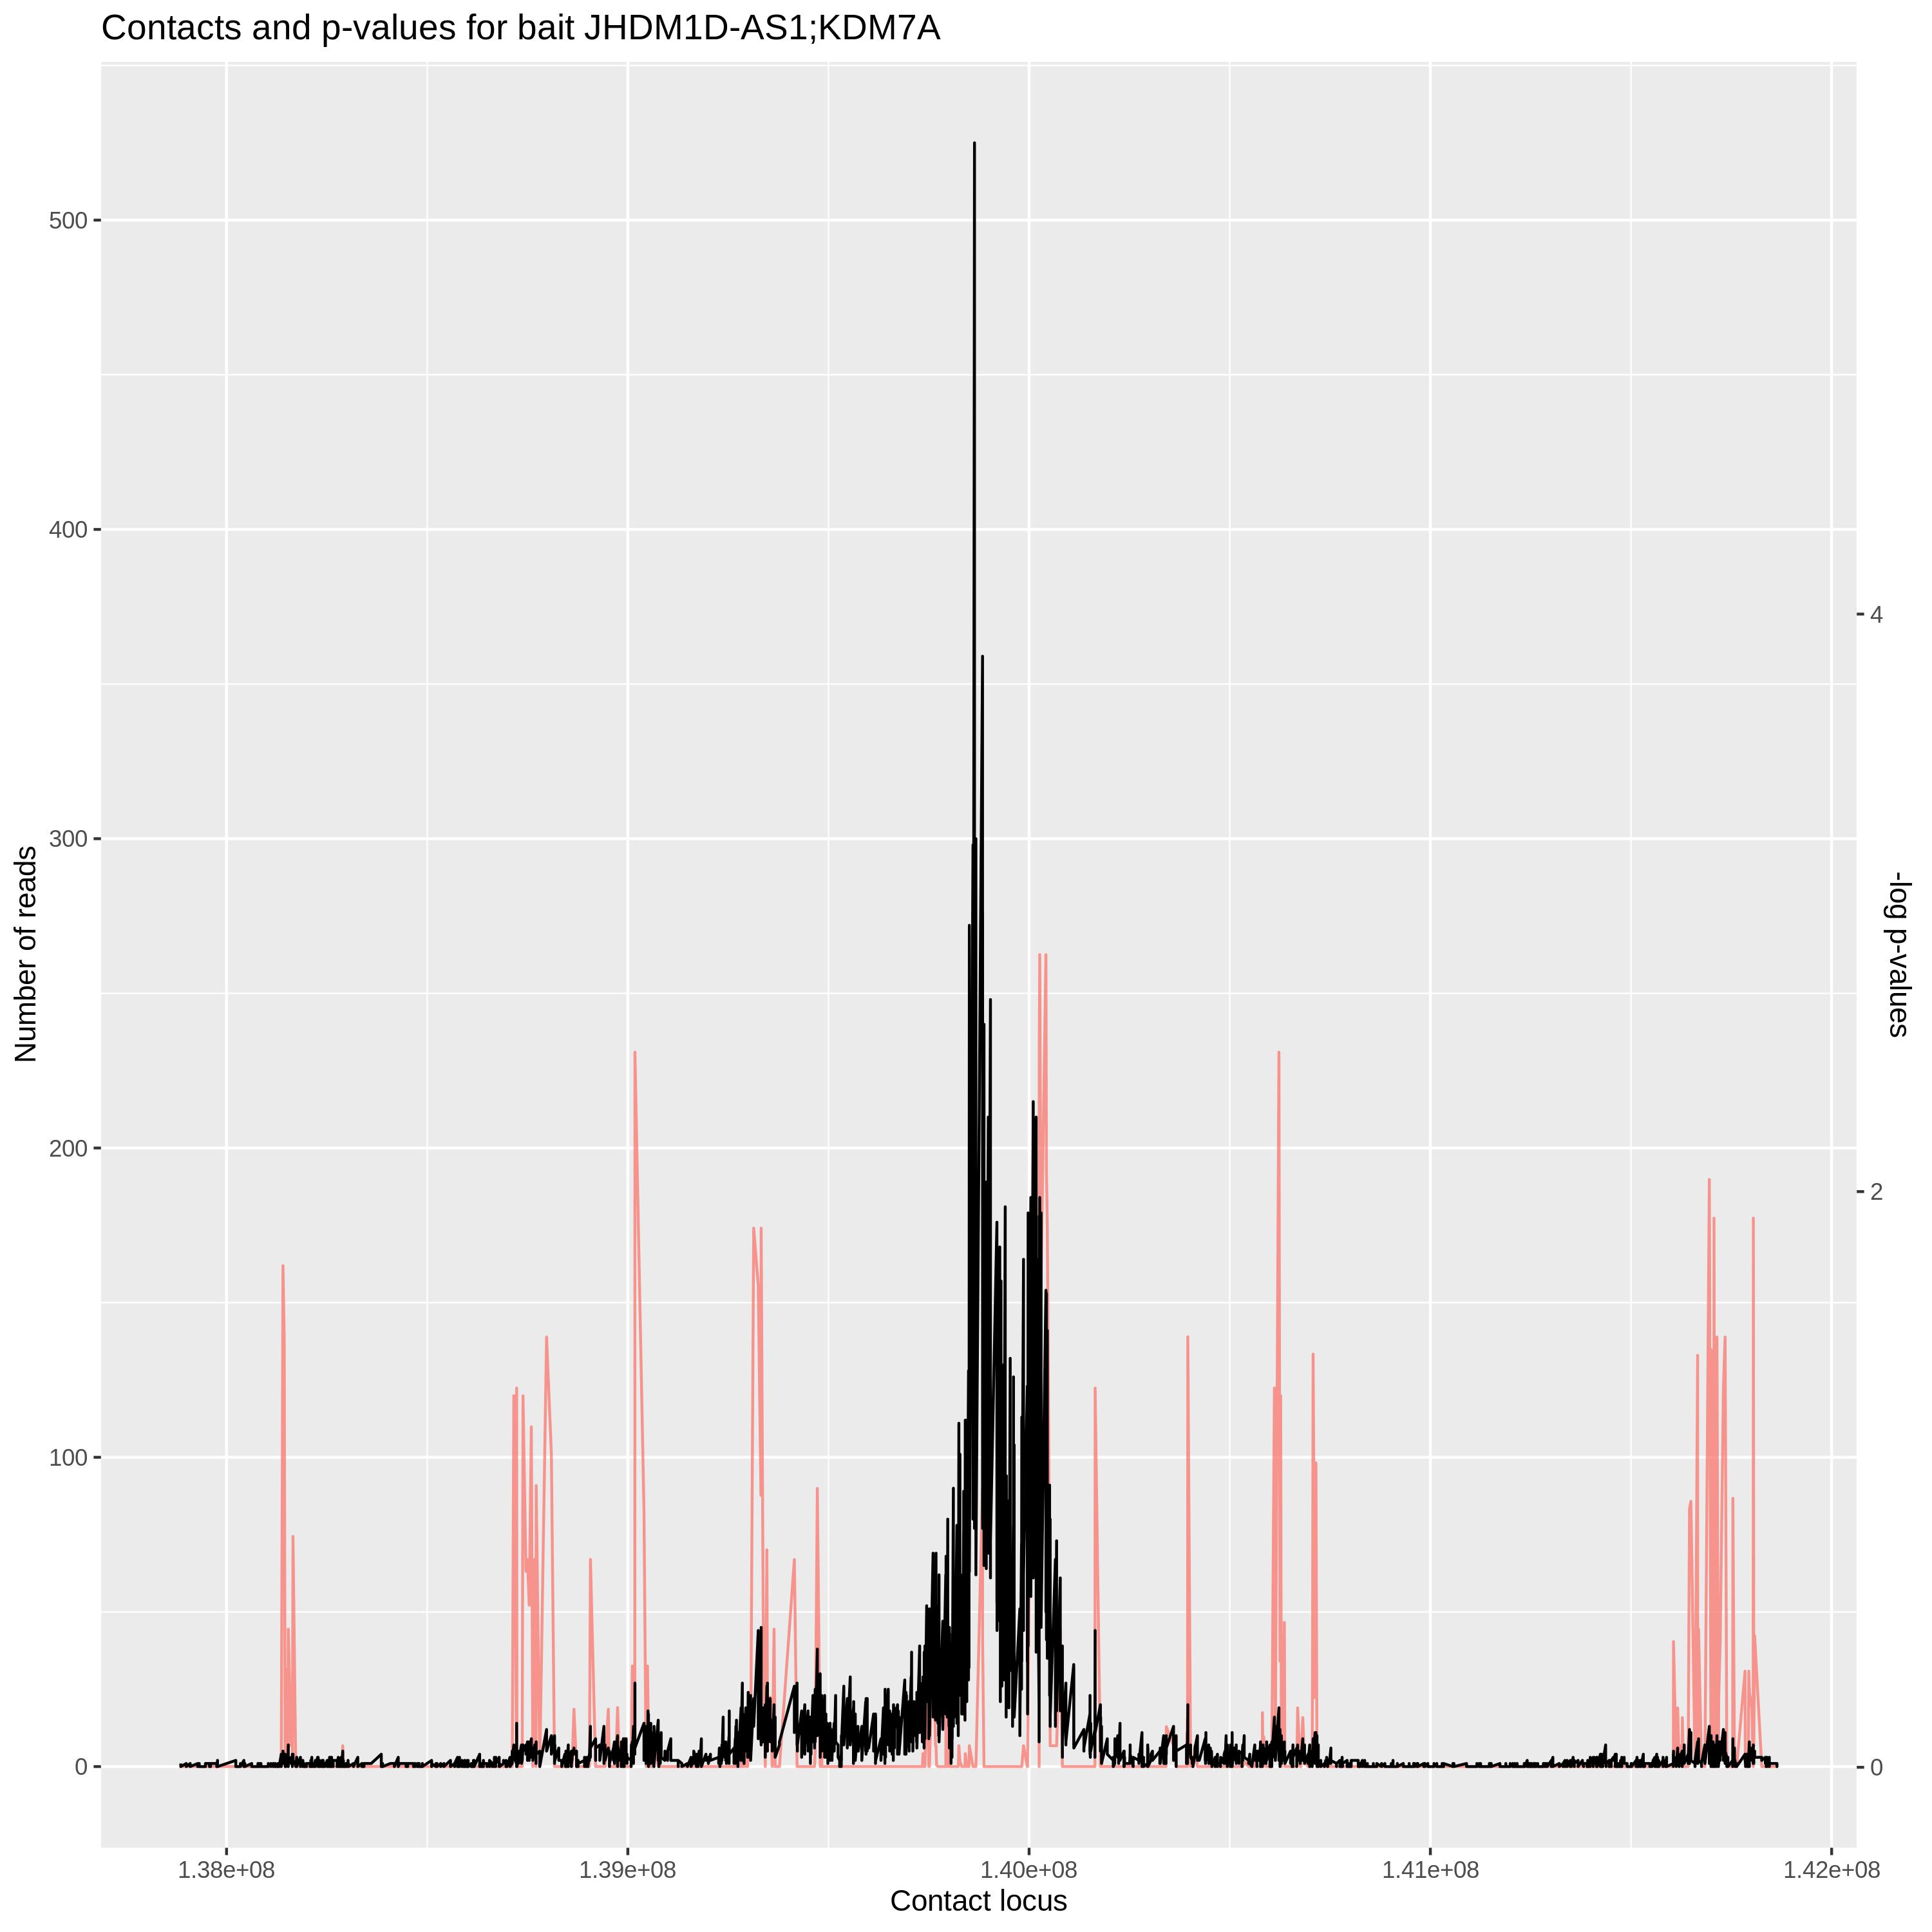 Contacts and p-values for bait JHDM1D-AS1;KDM7A
500
400
300
200
100
0
Number of reads
4
2
0
-log p-values
1.38e+08
1.39e+08
1.40e+08
1.41e+08
1.42e+08
Contact locus